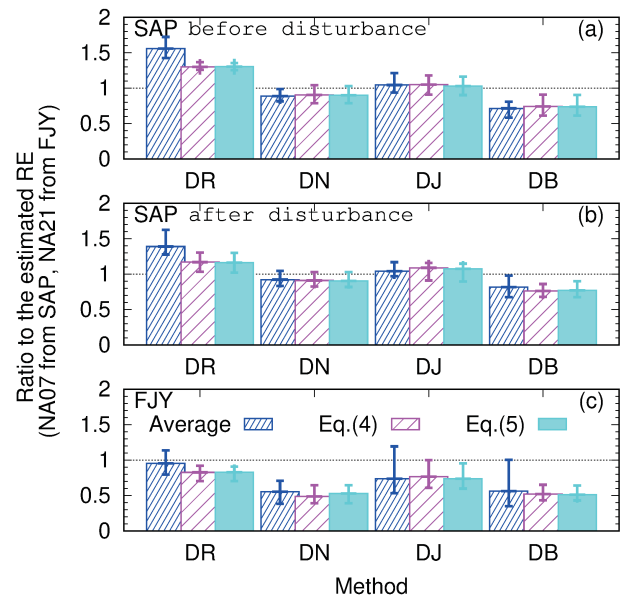 Ratio to the estimated RE
(NA07 from SAP, NA21 from FJY)
SAP before disturbance (a)
2
1.5
1
0.5
0
DR DN DJ DB
SAP after disturbance (b)
2
1.5
1
0.5
0
DR DN DJ DB
FJY (c)
Average Eq.(4) Eq.(5)
2
1.5
1
0.5
0
DR DN DJ DB
Method